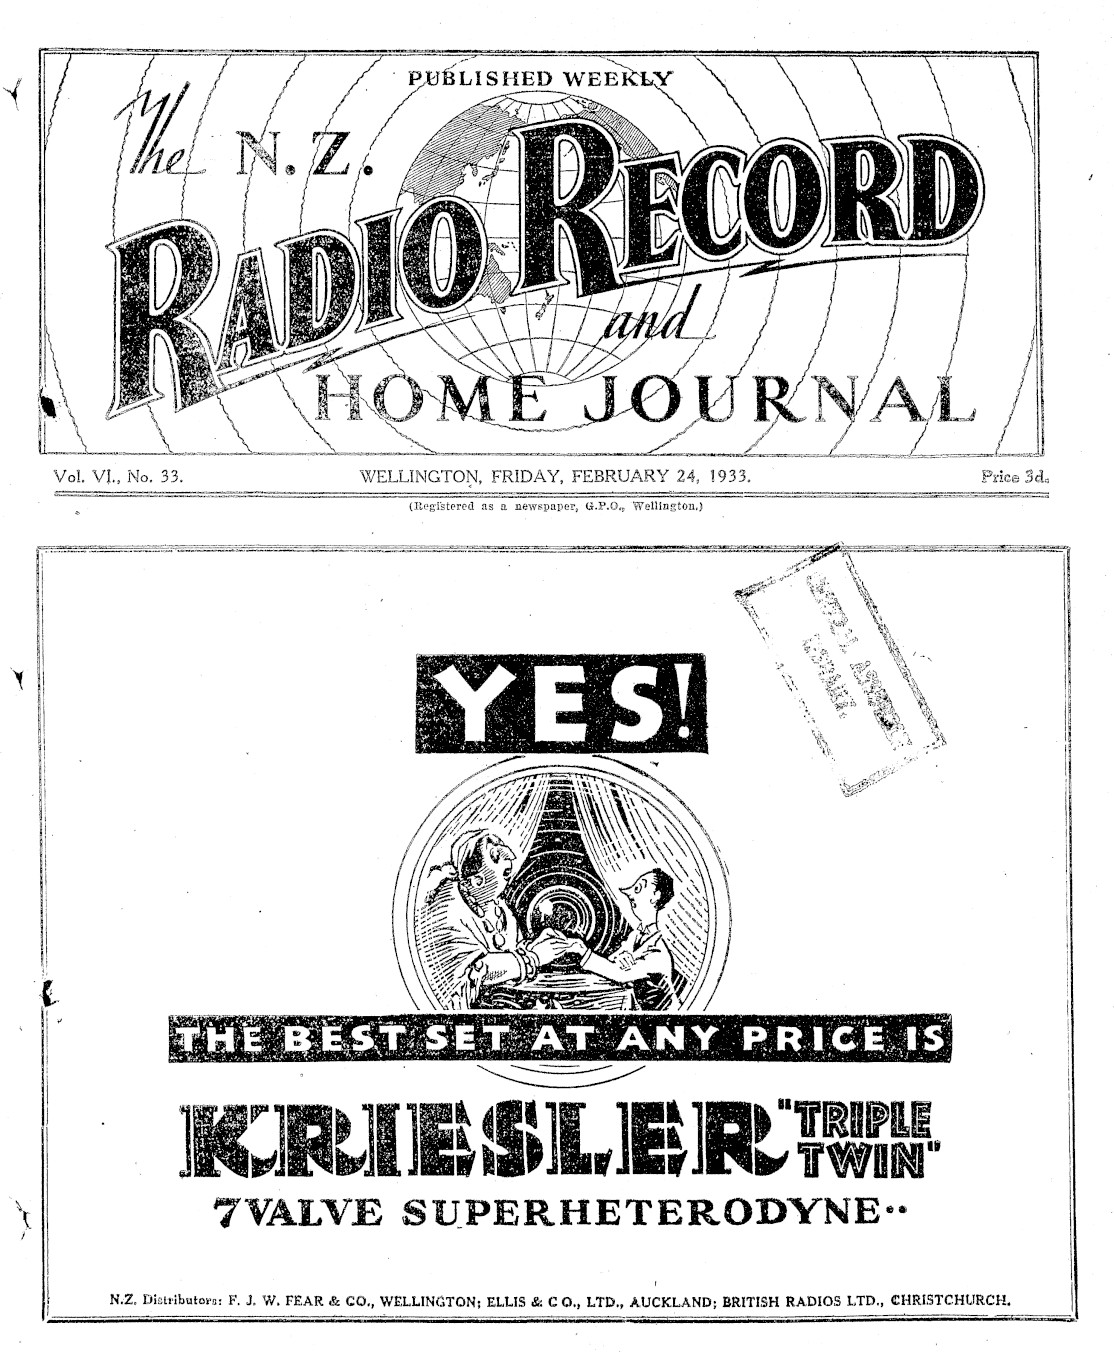 PUBLISHED WEEKLY
The N.Z.
RADIO RECORD
and
HOME JOURNAL
Vol. VI., No. 33.
WELLINGTON, FRIDAY, FEBRUARY 24, 1933.
Price 3d.
(Registered as a newspaper, G.P.O., Wellington.)
YES!
THE BEST SET AT ANY PRICE IS
KRIESLER "TRIPLE TWIN"
7 VALVE SUPERHETERODYNE..
N.Z. Distributors: F. J. W. FEAR & CO., WELLINGTON; ELLIS & CO., LTD., AUCKLAND; BRITISH RADIOS LTD., CHRISTCHURCH.